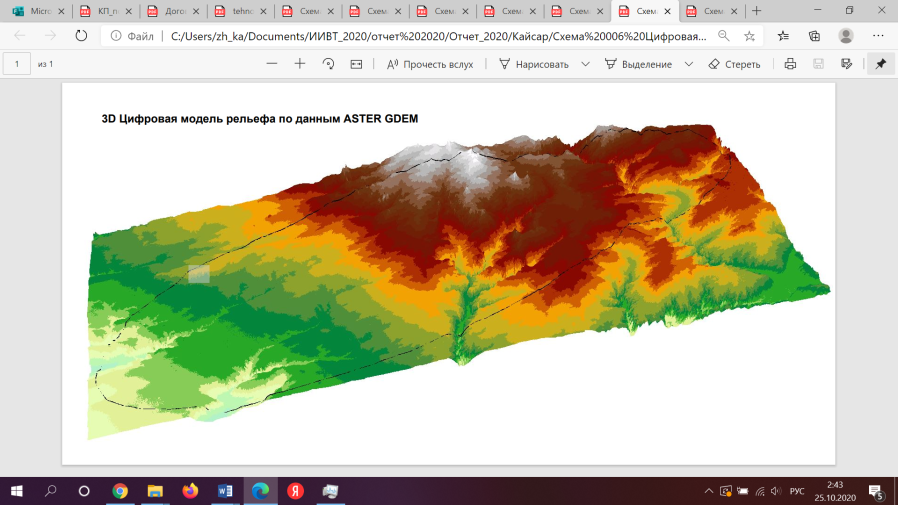 Micro
КП_п
Догов
tehno
Схем
Схем
Схем
Схем
Схем
Схем
Схем
Файл
C:/Users/zh_ka/Documents/ИИВТ_2020/отчет%202020/Отчет_2020/Кайсар/Схема%20006%20Цифровая...
1 из 1
Прочесть вслух
Нарисовать
Выделение
Стереть
3D Цифровая модель рельефа по данным ASTER GDEM
РУС
2:43
25.10.2020
5